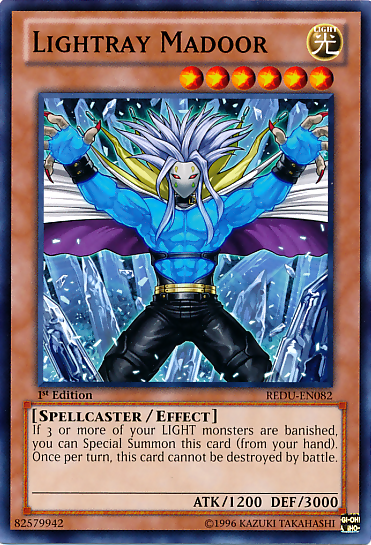 LIGHTRAY MADOOR
LIGHT
光
1st Edition
REDU-EN082
[SPELLCASTER / EFFECT]
If 3 or more of your LIGHT monsters are banished,
you can Special Summon this card (from your hand).
Once per turn, this card cannot be destroyed by battle.
ATK/1200 DEF/3000
82579942
©1996 KAZUKI TAKAHASHI